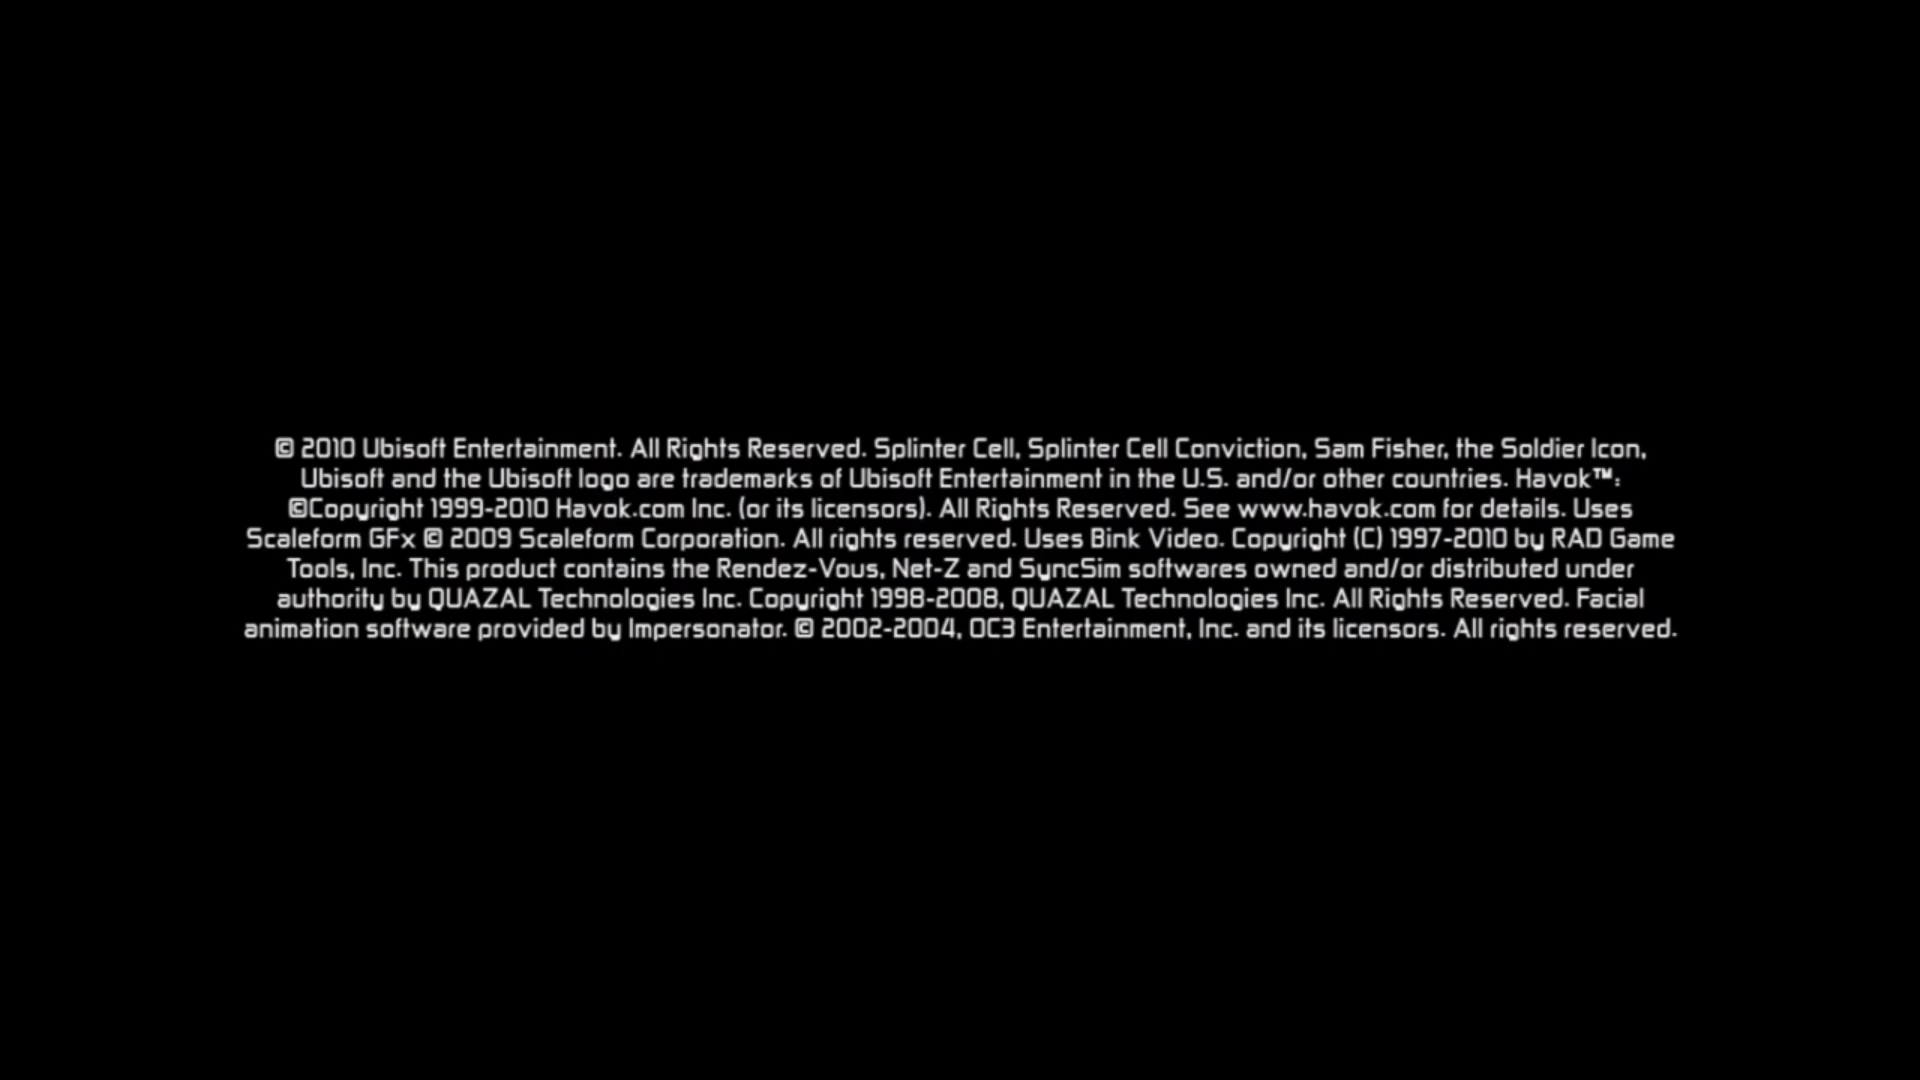 © 2010 Ubisoft Entertainment. All Rights Reserved. Splinter Cell, Splinter Cell Conviction, Sam Fisher, the Soldier Icon,
Ubisoft and the Ubisoft logo are trademarks of Ubisoft Entertainment in the U.S. and/or other countries. Havok™:
©Copyright 1999-2010 Havok.com Inc. (or its licensors). All Rights Reserved. See www.havok.com for details. Uses
Scaleform GFx © 2009 Scaleform Corporation. All rights reserved. Uses Bink Video. Copyright (C) 1997-2010 by RAD Game
Tools, Inc. This product contains the Rendez-Vous, Net-Z and SyncSim softwares owned and/or distributed under
authority by QUAZAL Technologies Inc. Copyright 1998-2008, QUAZAL Technologies Inc. All Rights Reserved. Facial
animation software provided by Impersonator. © 2002-2004, OC3 Entertainment, Inc. and its licensors. All rights reserved.